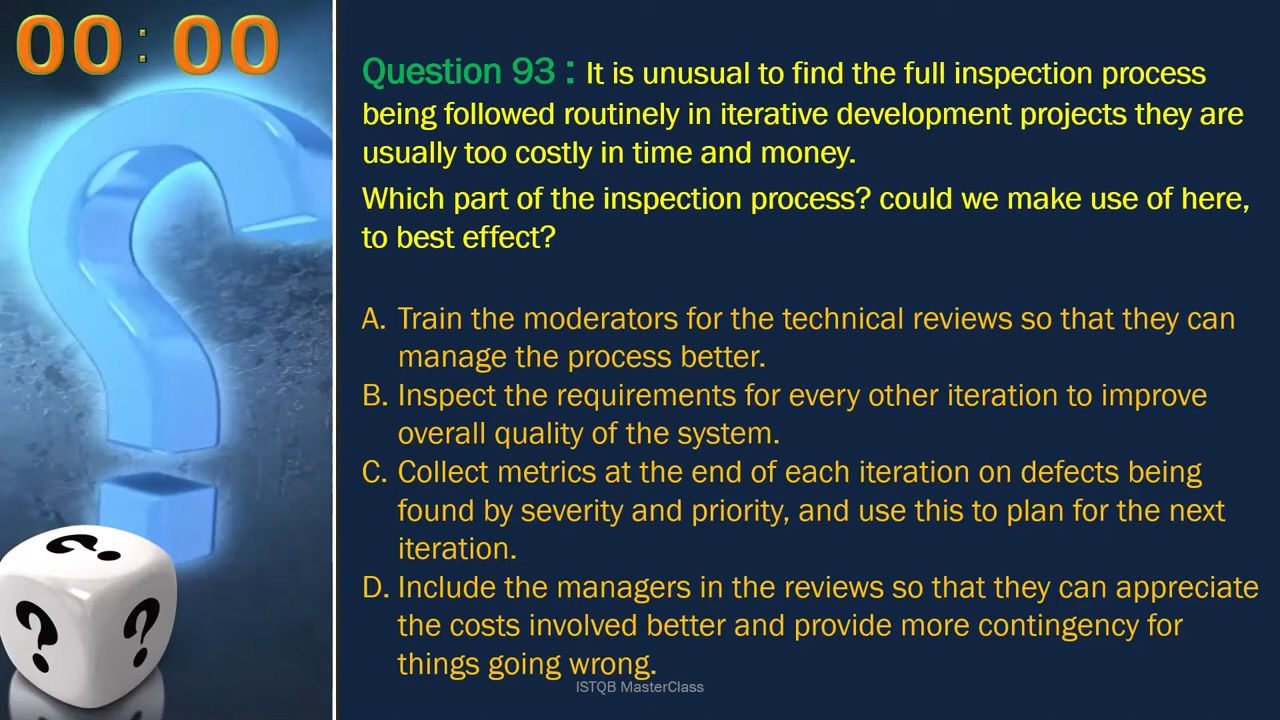 00:00
Question 93 : It is unusual to find the full inspection process
being followed routinely in iterative development projects they are
usually too costly in time and money.
Which part of the inspection process? could we make use of here,
to best effect?
A. Train the moderators for the technical reviews so that they can
manage the process better.
B. Inspect the requirements for every other iteration to improve
overall quality of the system.
C. Collect metrics at the end of each iteration on defects being
found by severity and priority, and use this to plan for the next
iteration.
D. Include the managers in the reviews so that they can appreciate
the costs involved better and provide more contingency for
things going wrong.
ISTQB MasterClass